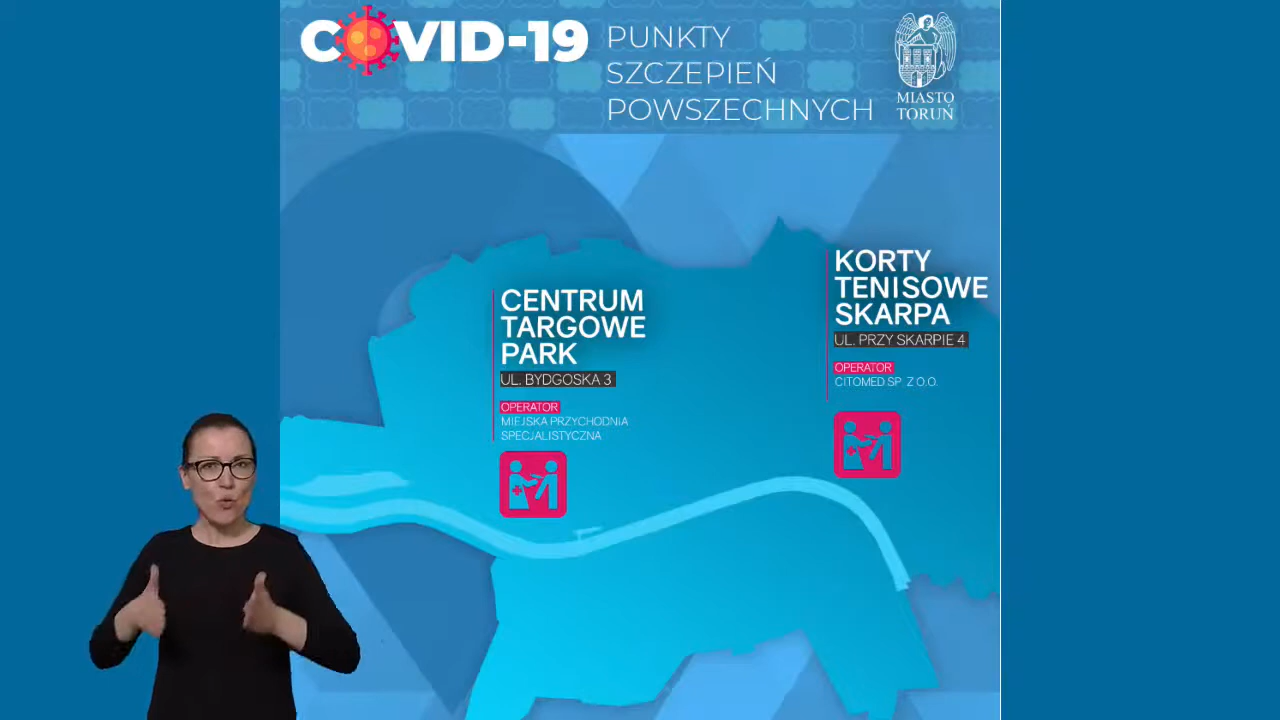 COVID-19
PUNKTY
SZCZEPIEŃ
POWSZECHNYCH
MIASTO
TORUŃ
CENTRUM
TARGOWE
PARK
UL. BYDGOSKA 3
OPERATOR
MIEJSKA PRZYCHODNIA
SPECJALISTYCZNA
KORTY
TENISOWE
SKARPA
UL. PRZY SKARPIE 4
OPERATOR
CITOMED SP. Z O.O.